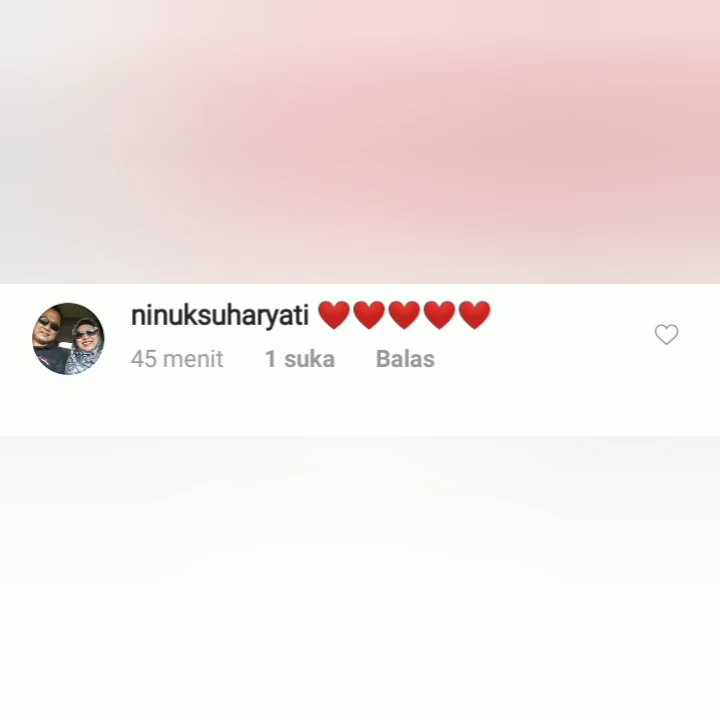 ninuksuharyati ❤️❤️❤️❤️❤️
45 menit 1 suka Balas